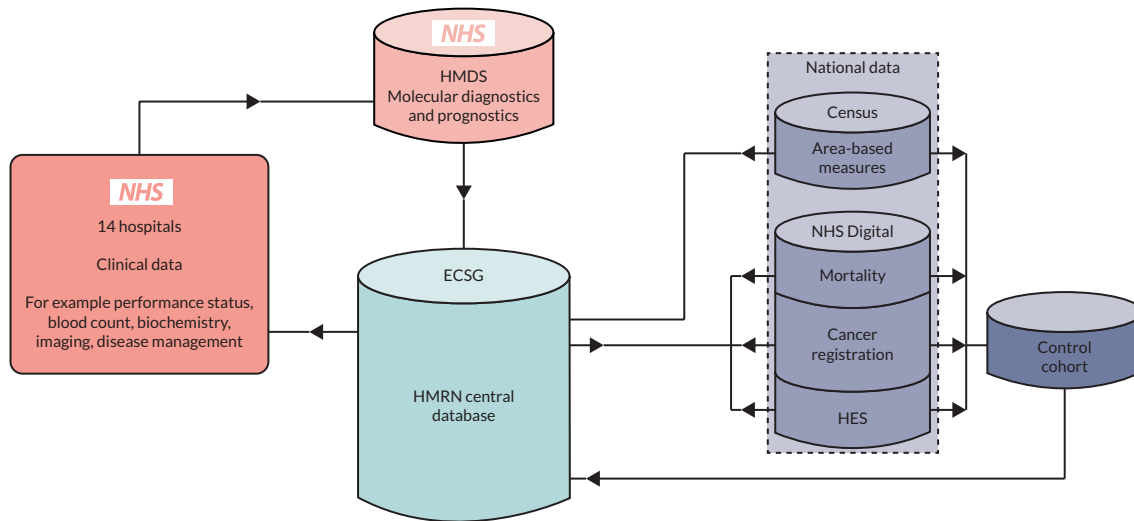 NHS
HMDS
Molecular diagnostics
and prognostics
NHS
14 hospitals
Clinical data
For example performance status,
blood count, biochemistry,
imaging, disease management
ECSG
HMRN central
database
National data
Census
Area-based
measures
NHS Digital
Mortality
Cancer
registration
HES
Control
cohort